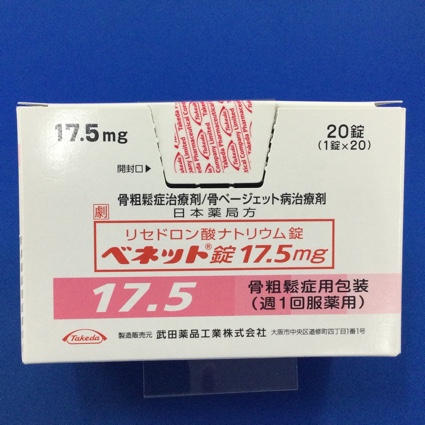 17.5mg
20錠
(1錠×20)
開封口▶
骨粗鬆症治療剤/骨ページェット病治療剤
劇
日本薬局方
リセドロン酸ナトリウム錠
ベネット®錠17.5mg
17.5
骨粗鬆症用包装
(週1回服薬用)
Takeda
製造販売元 武田薬品工業株式会社 大阪市中央区道修町四丁目1番1号